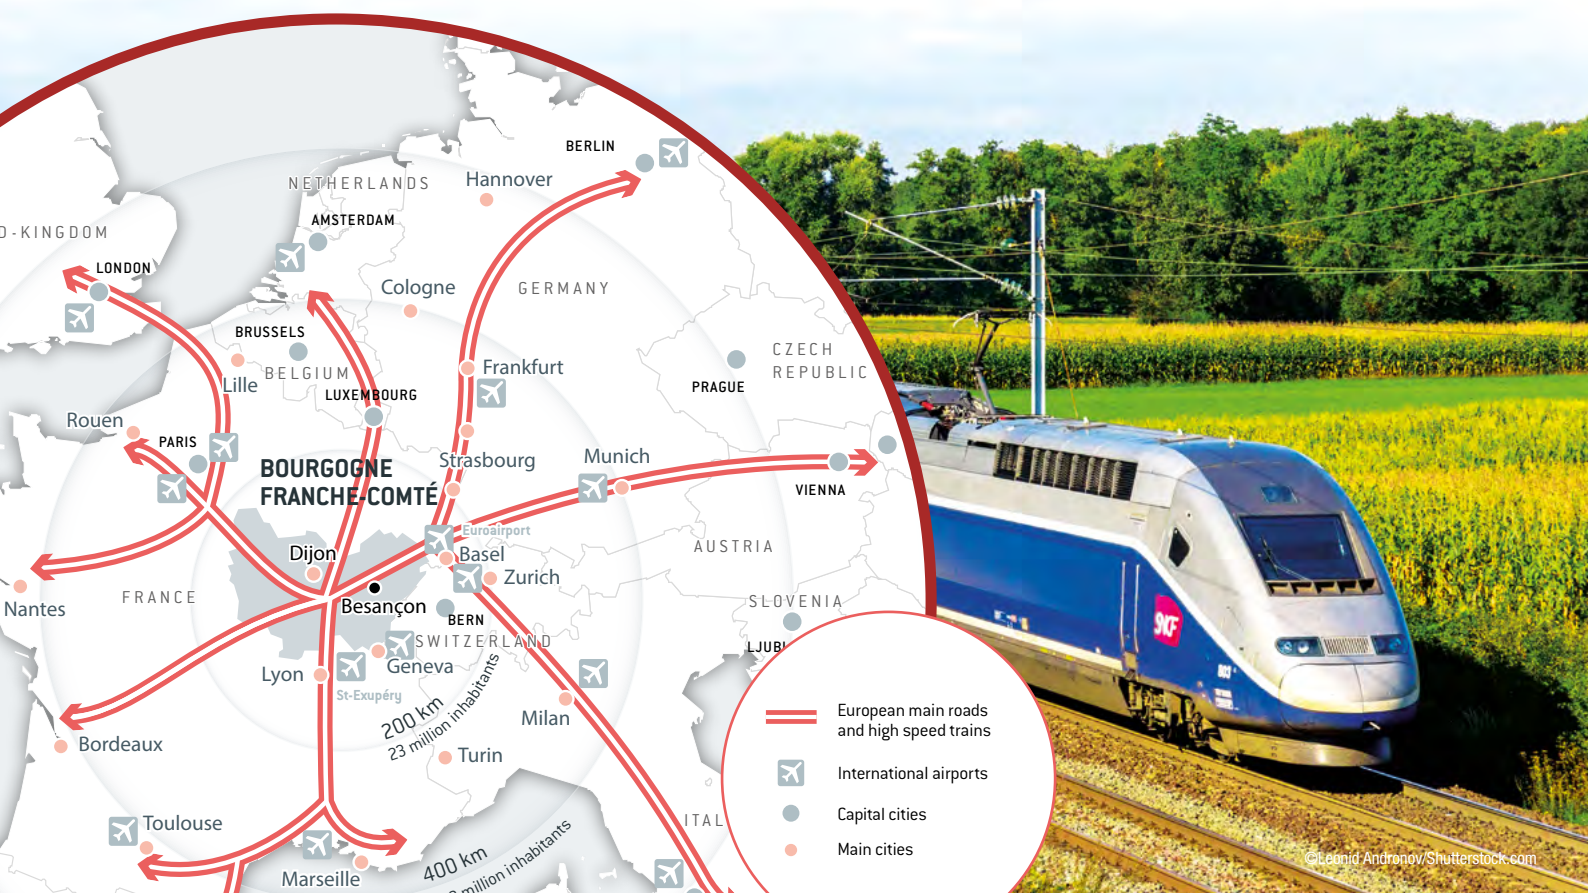 BERLIN
Hannover
NETHERLANDS
AMSTERDAM
D-KINGDOM
LONDON
Cologne
GERMANY
BRUSSELS
Lille
BELGIUM
LUXEMBOURG
Frankfurt
CZECH
REPUBLIC
PRAGUE
Rouen
PARIS
BOURGOGNE
FRANCHE-COMTÉ
Strasbourg
Munich
VIENNA
Euroairport
Basel
Dijon
Zurich
AUSTRIA
FRANCE
Nantes
Besançon
BERN
SWITZERLAND
SLOVENIA
LJUBL
Lyon
Geneva
St-Exupéry
200 km
23 million inhabitants
Milan
Bordeaux
Turin
Toulouse
ITAL
400 km
million inhabitants
Marseille
European main roads
and high speed trains
International airports
Capital cities
Main cities
SNCF
803
©Leonid Andronov/Shutterstock.com